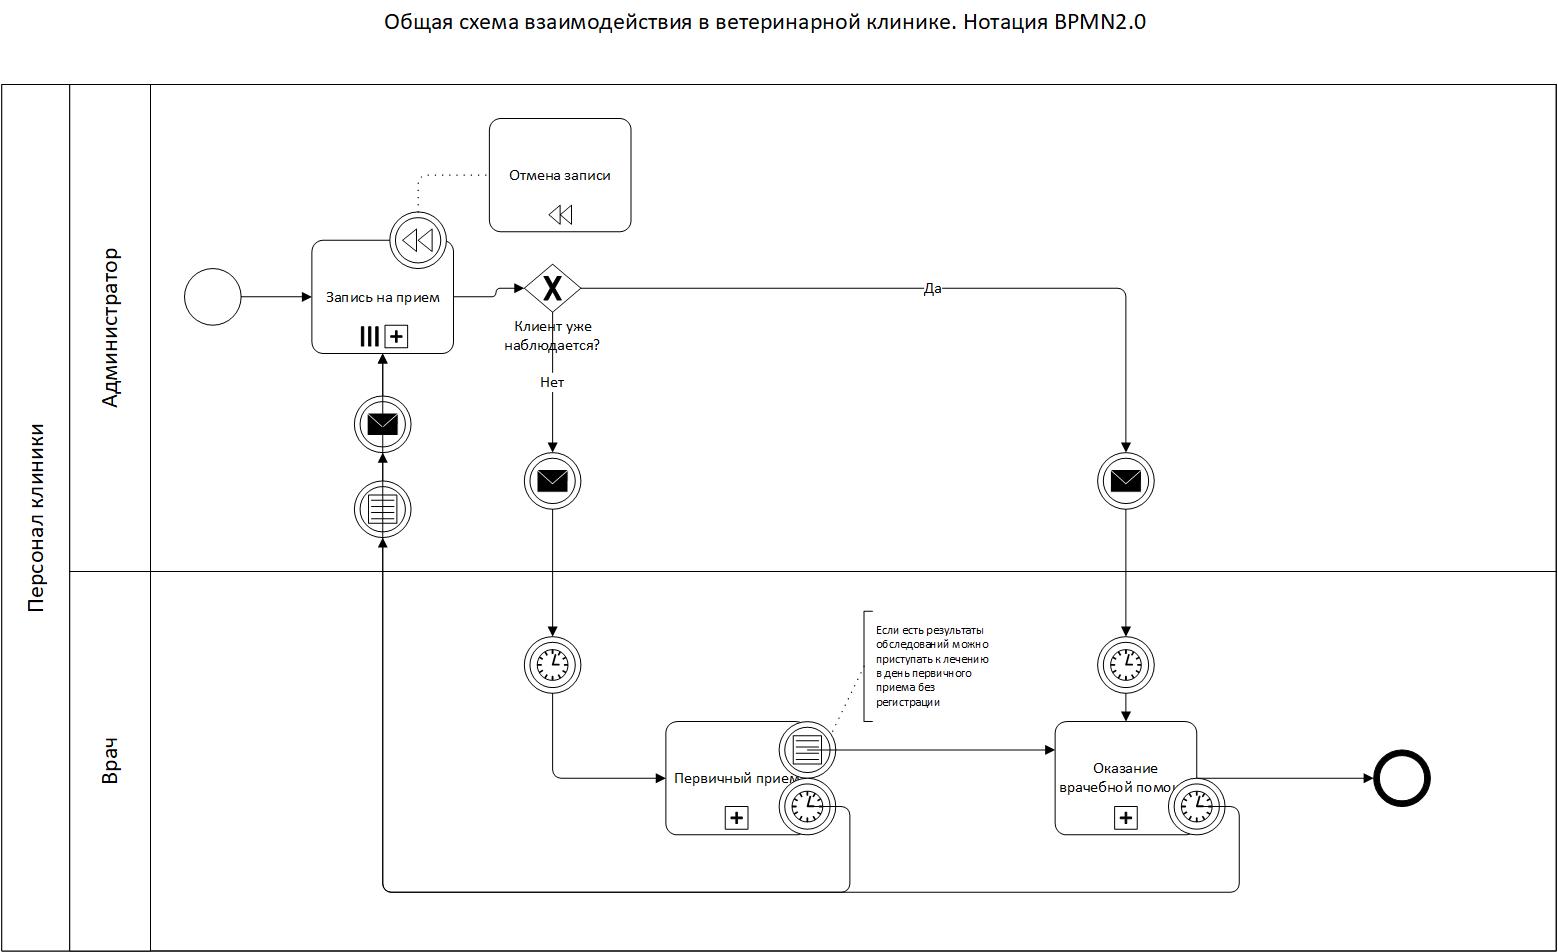 Общая схема взаимодействия в ветеринарной клинике. Нотация BPMN2.0
Персонал клиники
Администратор
Отмена записи
Запись на прием
Клиент уже
наблюдается?
Да
Нет
Врач
Если есть результаты
обследований можно
приступать к лечению
в день первичного
приема без
регистрации
Первичный прием
Оказание
врачебной помо